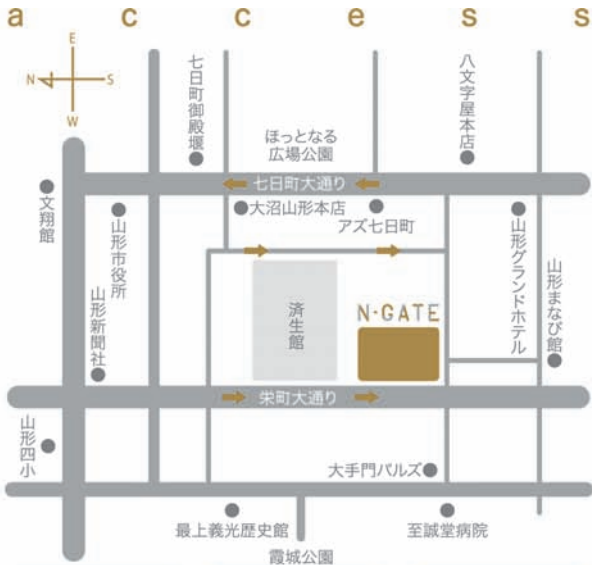 a c c e s s
E
N S
W
七日町御殿堰
八文字屋本店
ほっとなる
広場公園
七日町大通り
文翔館
大沼山形本店
アズ七日町
山形市役所
山形グランドホテル
山形まなび館
山形新聞社
済生館
N・GATE
栄町大通り
山形四小
大手門パルズ
最上義光歴史館
至誠堂病院
霞城公園